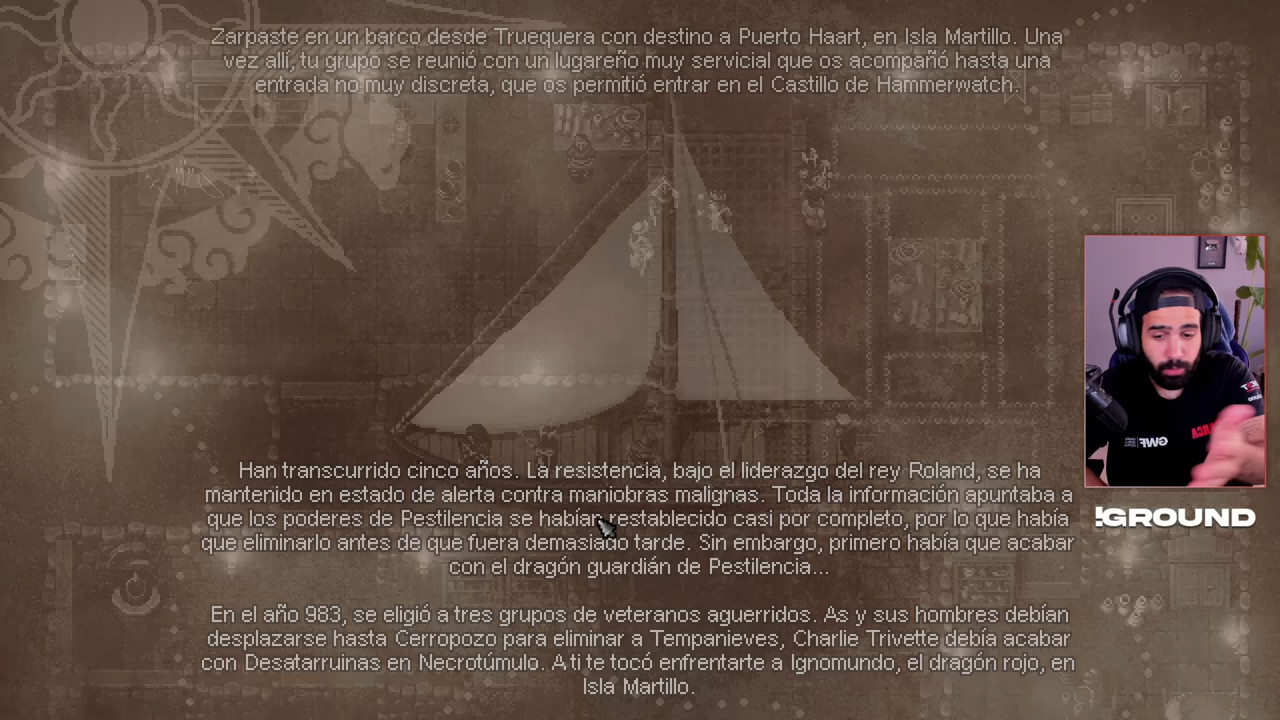 Zarpaste en un barco desde Truequera con destino a Puerto Haart, en Isla Martillo. Una
vez allí, tu grupo se reunió con un lugareño muy servicial que os acompañó hasta una
entrada no muy discreta, que os permitió entrar en el Castillo de Hammerwatch.
Han transcurrido cinco años. La resistencia, bajo el liderazgo del rey Roland, se ha
mantenido en estado de alerta contra maniobras malignas. Toda la información apuntaba a
que los poderes de Pestilencia se habían restablecido casi por completo, por lo que había
que eliminarlo antes de que fuera demasiado tarde. Sin embargo, primero había que acabar
con el dragón guardián de Pestilencia...
En el año 983, se eligió a tres grupos de veteranos aguerridos. As y sus hombres debían
desplazarse hasta Cerropozo para eliminar a Tempanieves, Charlie Trivette debía acabar
con Desatarruinas en Necrotúmulo. A ti te tocó enfrentarte a Ignomundo, el dragón rojo, en
Isla Martillo.
!GROUND
GWF